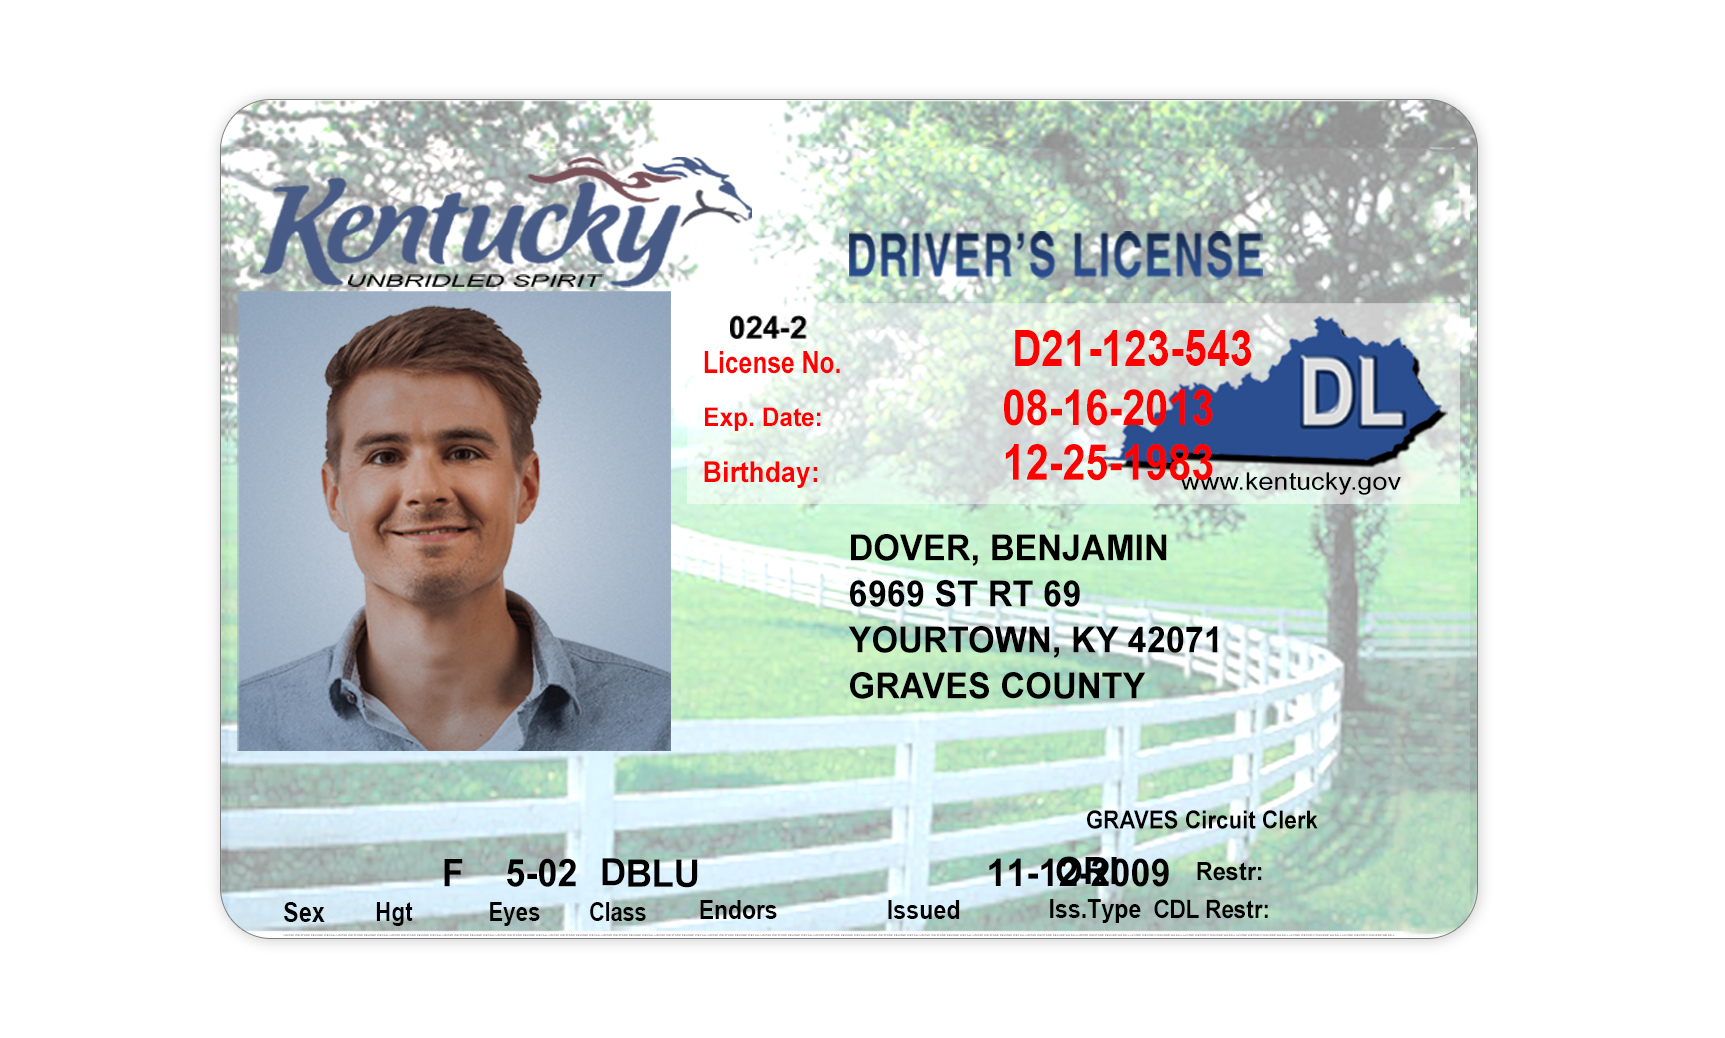 Kentucky
UNBRIDLED SPIRIT
DRIVER'S LICENSE
024-2
License No. D21-123-543
Exp. Date: 08-16-2013
Birthday: 12-25-1983
DL
www.kentucky.gov
DOVER, BENJAMIN
6969 ST RT 69
YOURTOWN, KY 42071
GRAVES COUNTY
GRAVES Circuit Clerk
F 5-02 DBLU 11-12-2009 ORI Restr:
Sex Hgt Eyes Class Endors Issued Iss.Type CDL Restr: